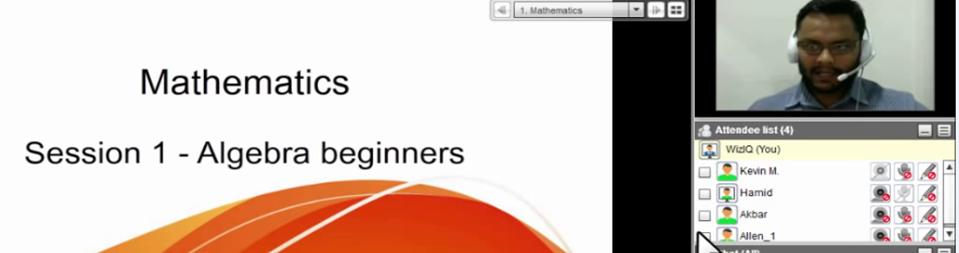 1. Mathematics
Mathematics
Session 1 - Algebra beginners
Attendee list (4)
WizIQ (You)
Kevin M.
Hamid
Akbar
Allen_1